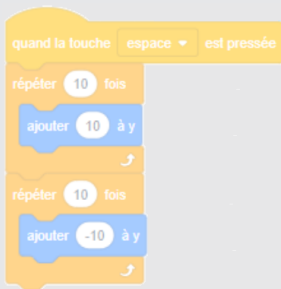 quand la touche espace est pressée
répéter 10 fois
ajouter 10 à y
répéter 10 fois
ajouter -10 à y